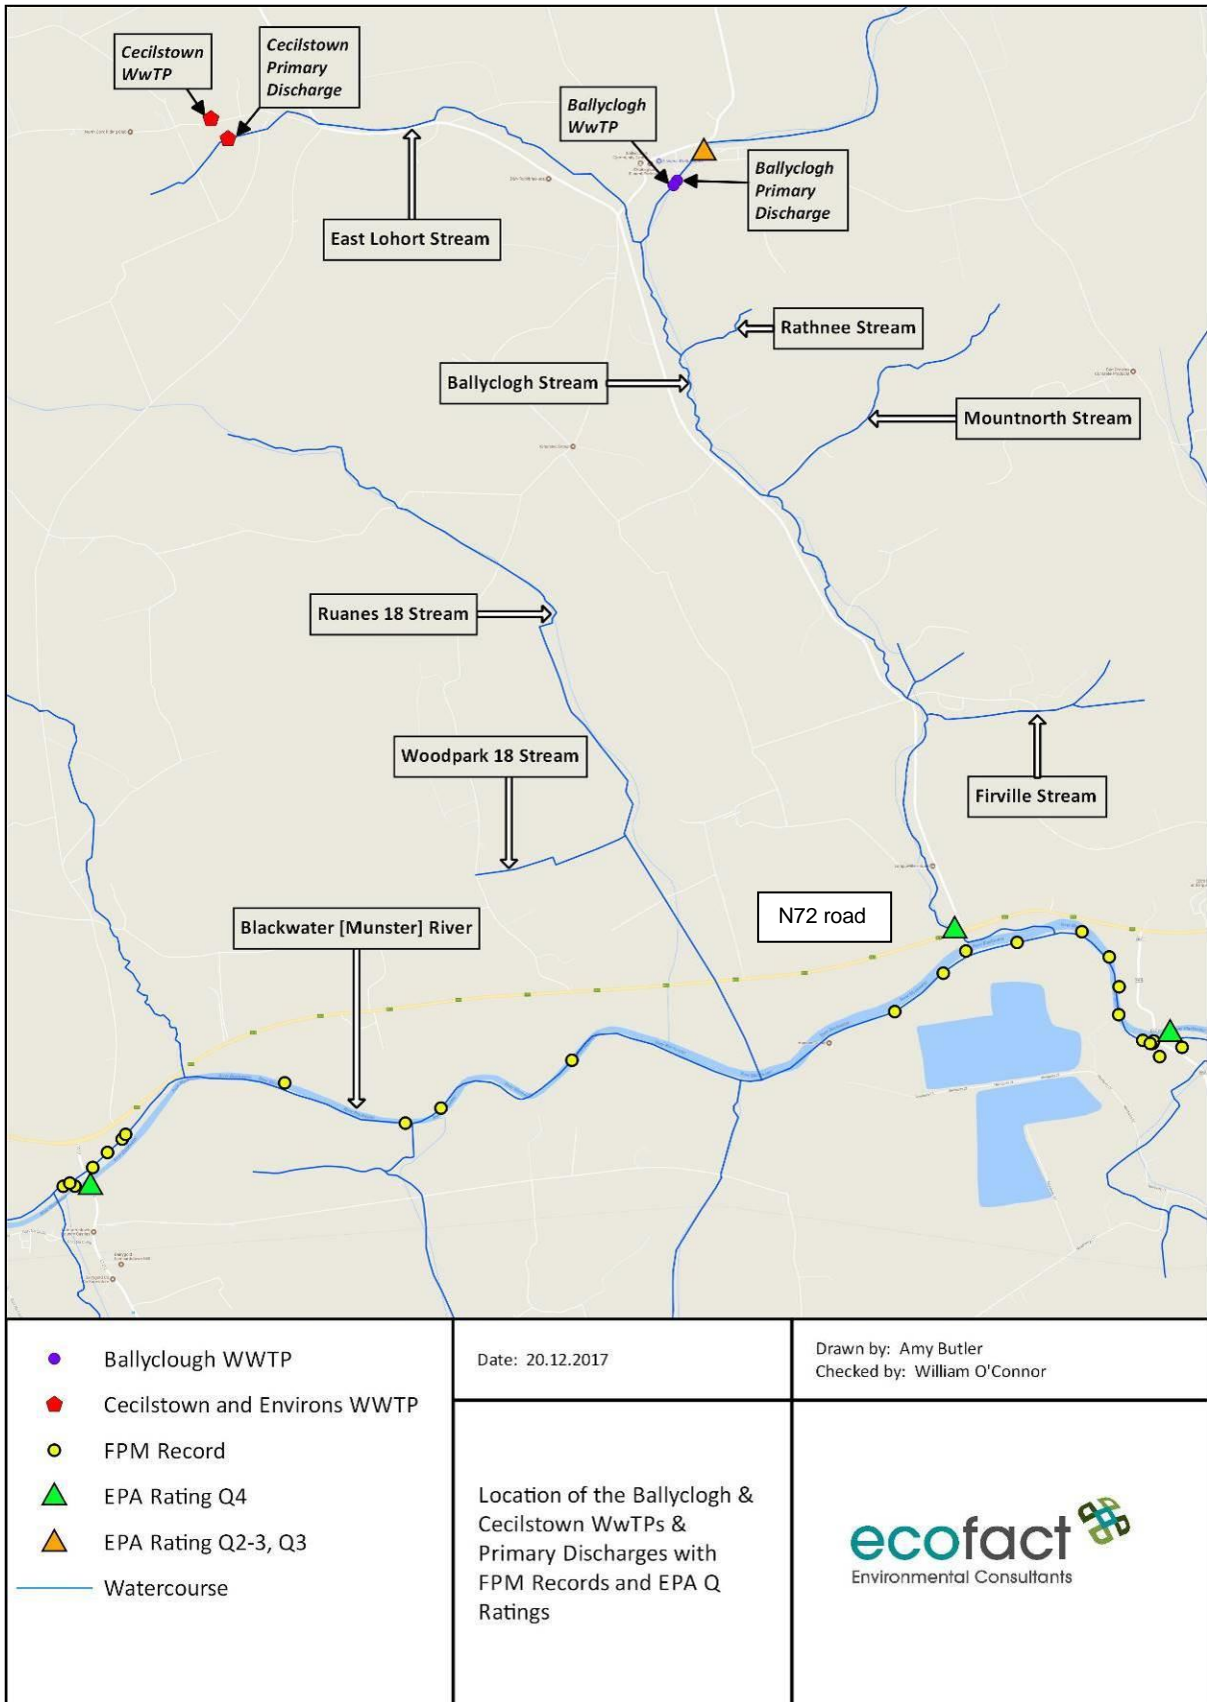 Cecilstown
WwTP
Cecilstown
Primary
Discharge
Ballyclogh
WwTP
Ballyclogh
Primary
Discharge
East Lohort Stream
Rathnee Stream
Ballyclogh Stream
Mountnorth Stream
Ruanes 18 Stream
Woodpark 18 Stream
Firville Stream
N72 road
Blackwater [Munster] River
Ballyclough WWTP
Cecilstown and Environs WWTP
FPM Record
EPA Rating Q4
EPA Rating Q2-3, Q3
Watercourse
Date: 20.12.2017
Drawn by: Amy Butler
Checked by: William O'Connor
Location of the Ballyclogh &
Cecilstown WwTPs &
Primary Discharges with
FPM Records and EPA Q
Ratings
ecofact
Environmental Consultants